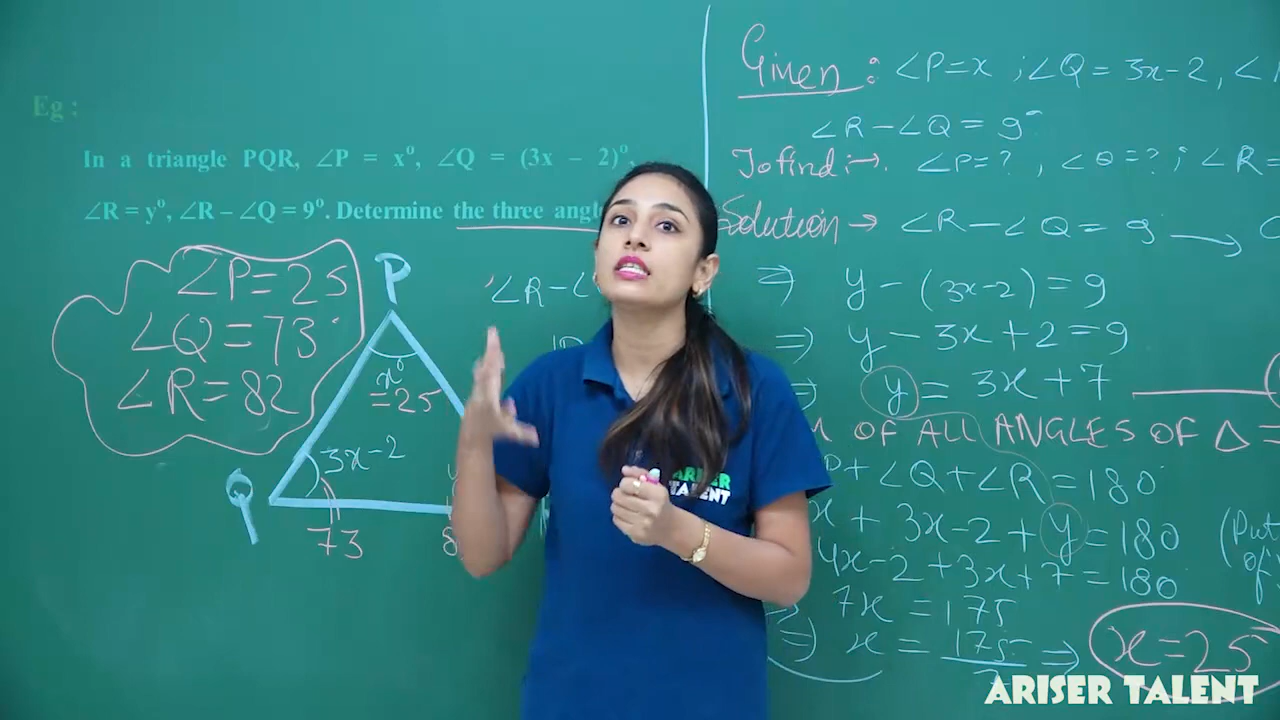 Eg :
In a triangle PQR, ∠P = x°, ∠Q = (3x – 2)°,
∠R = y°, ∠R – ∠Q = 9°. Determine the three
∠P=25
∠Q=73°
∠R=82
P
x°
=25
Q
3x-2
73
∠R-
Given : ∠P=x ; ∠Q= 3x-2, ∠
∠R-∠Q= 9°
To find :→. ∠P=? , ∠Q=? ; ∠R=
Solution → ∠R-∠Q=9 →
⇒ y-(3x-2)=9
⇒ y-3x+2=9
⇒ y= 3x+7
OF ALL ANGLES OF Δ =
+∠Q+∠R=180°
x+ 3x-2+y=180 (Put
4x-2+3x+7=180 of
⇒ 7x=175
⇒ x= 175 ⇒ x=25
ARISER TALENT
ARISER TALENT